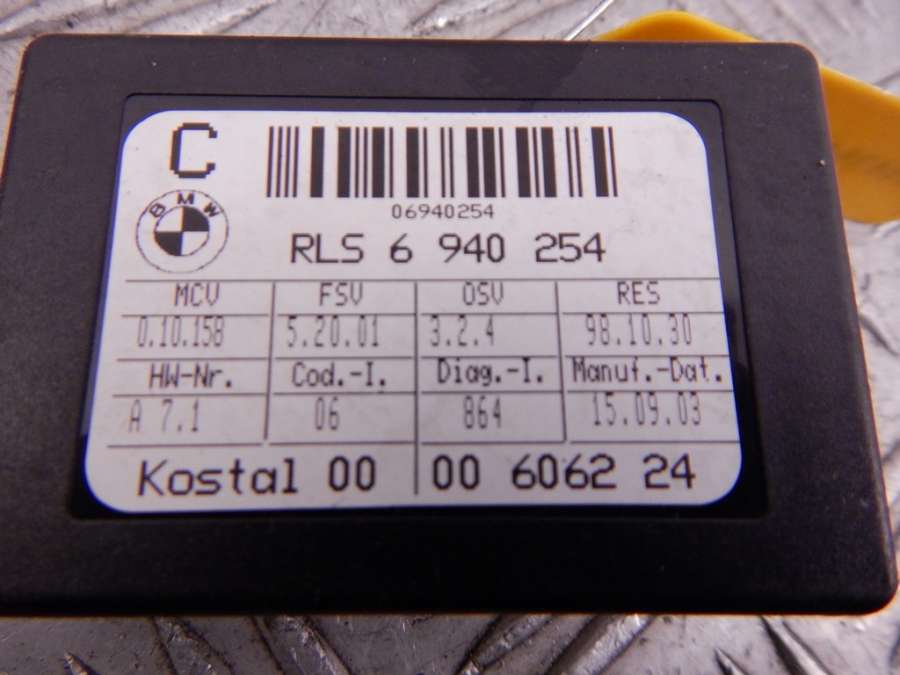 C
06940254
BMW
RLS 6 940 254
MCV FSV OSV RES
0.10.158 5.20.01 3.2.4 98.10.30
HW-Nr. Cod.-I. Diag.-I. Manuf.-Dat.
A 7.1 06 864 15.09.03
Kostal 00 00 6062 24